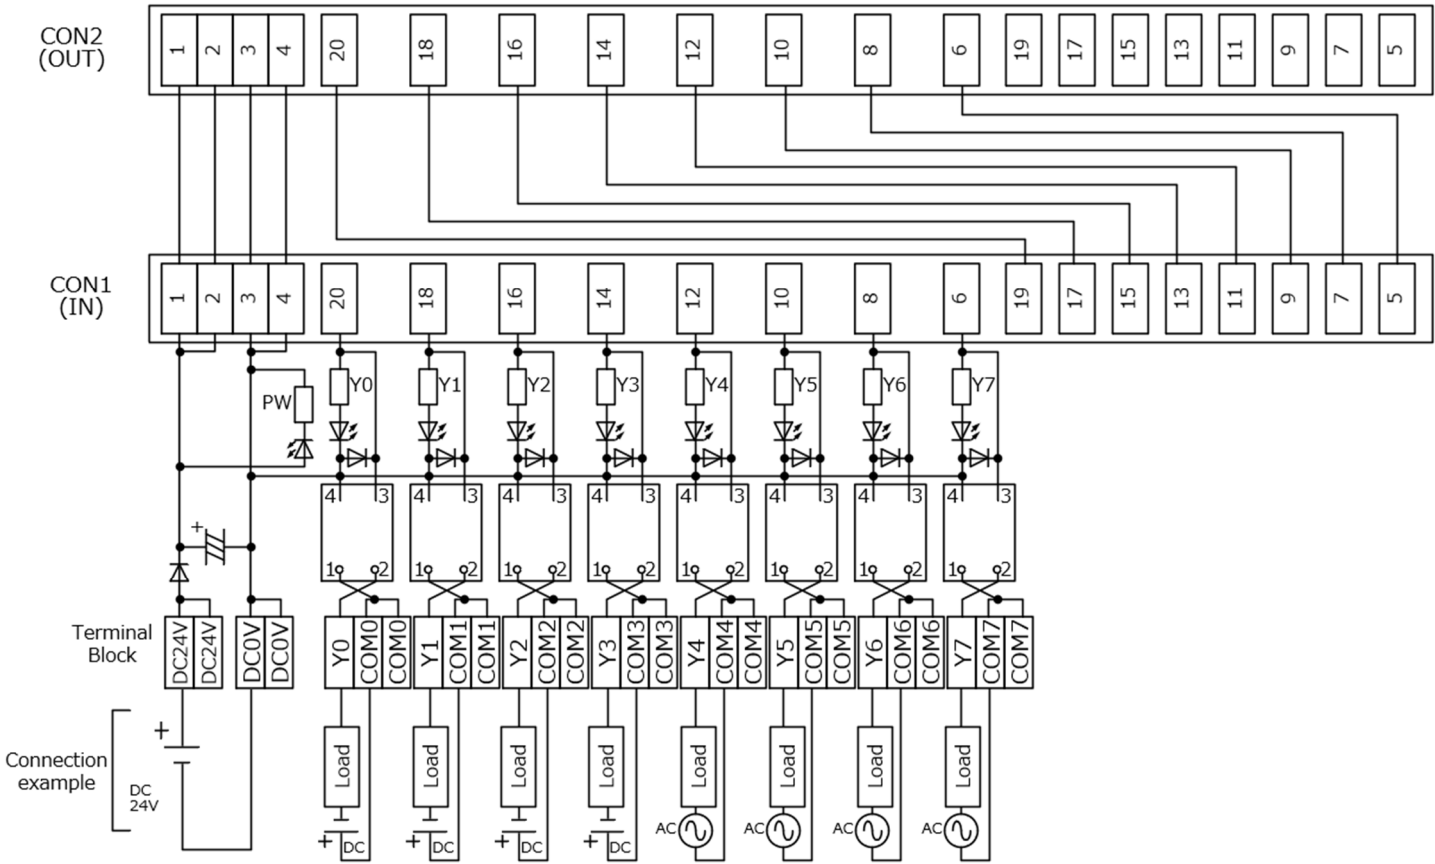 CON2
(OUT)
1 2 3 4 20 18 16 14 12 10 8 6 19 17 15 13 11 9 7 5
CON1
(IN)
1 2 3 4 20 18 16 14 12 10 8 6 19 17 15 13 11 9 7 5
PW Y0 Y1 Y2 Y3 Y4 Y5 Y6 Y7
4 3 4 3 4 3 4 3 4 3 4 3 4 3 4 3
+
1 2 1 2 1 2 1 2 1 2 1 2 1 2 1 2
Terminal
Block
DC24V DC24V DC0V DC0V Y0 COM0 COM0 Y1 COM1 COM1 Y2 COM2 COM2 Y3 COM3 COM3 Y4 COM4 COM4 Y5 COM5 COM5 Y6 COM6 COM6 Y7 COM7 COM7
+
Connection
example
DC
24V
Load Load Load Load Load Load Load Load
+ DC + DC + DC + DC AC AC AC AC